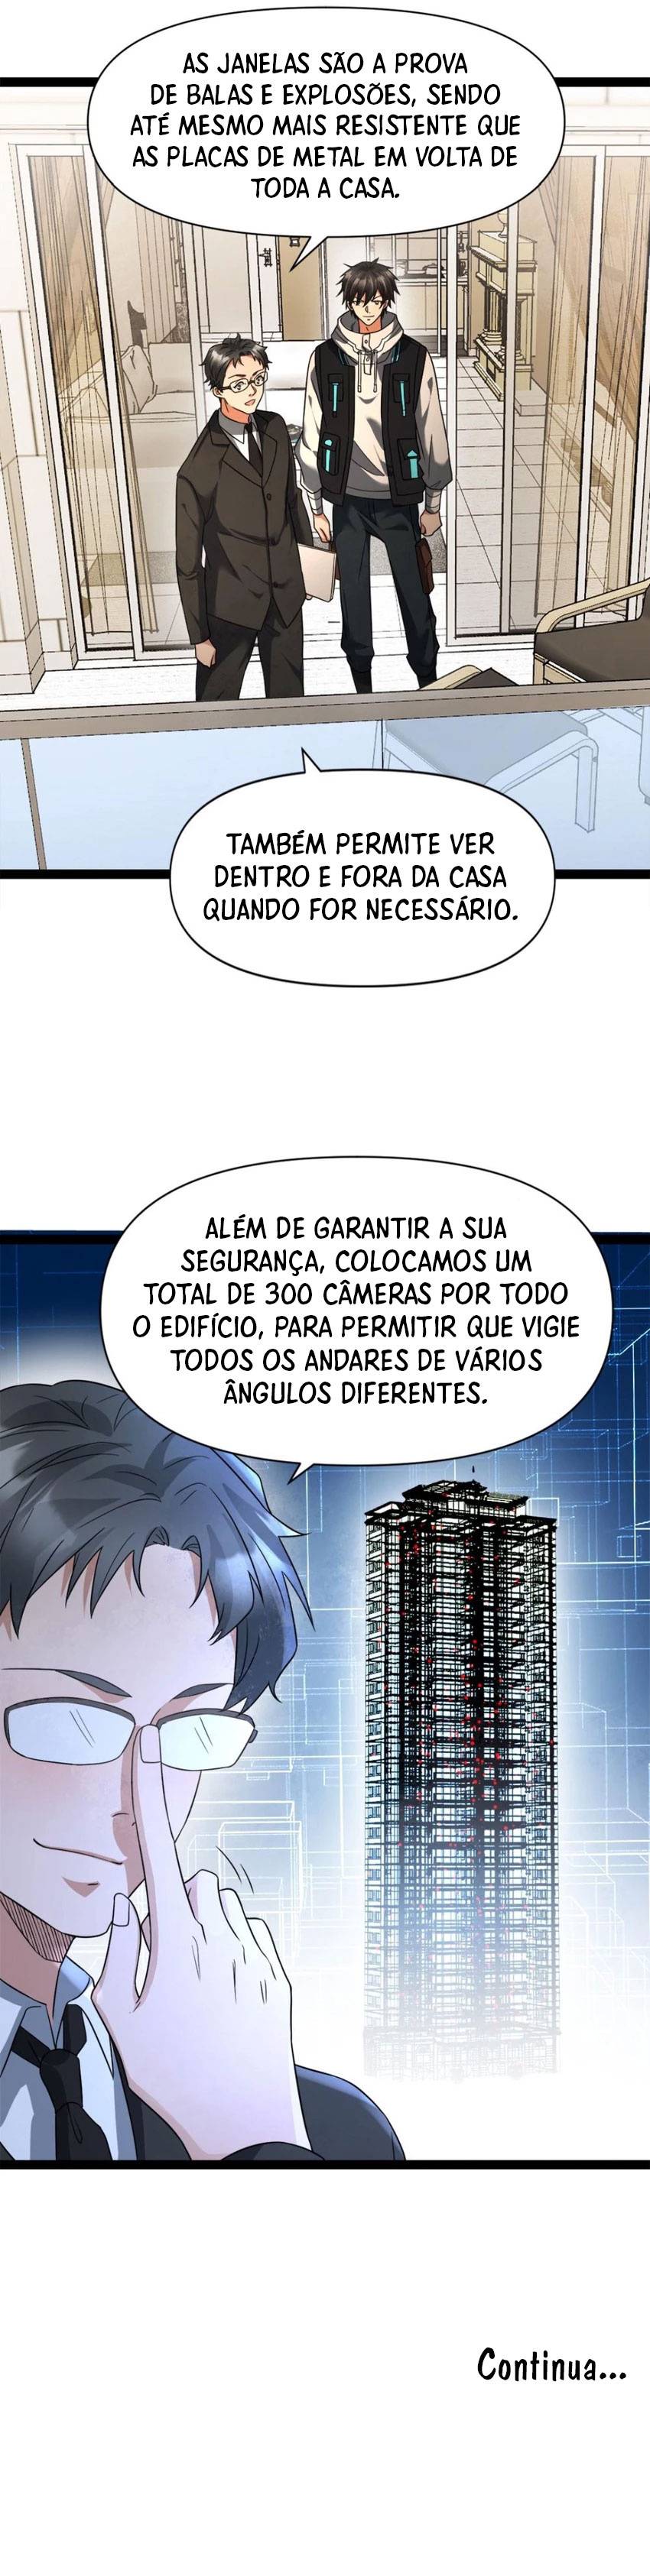 AS JANELAS SÃO A PROVA
DE BALAS E EXPLOSÕES, SENDO
ATÉ MESMO MAIS RESISTENTE QUE
AS PLACAS DE METAL EM VOLTA DE
TODA A CASA.
TAMBÉM PERMITE VER
DENTRO E FORA DA CASA
QUANDO FOR NECESSÁRIO.
ALÉM DE GARANTIR A SUA
SEGURANÇA, COLOCAMOS UM
TOTAL DE 300 CÂMERAS POR TODO
O EDIFÍCIO, PARA PERMITIR QUE VIGIE
TODOS OS ANDARES DE VÁRIOS
ÂNGULOS DIFERENTES.
Continua...